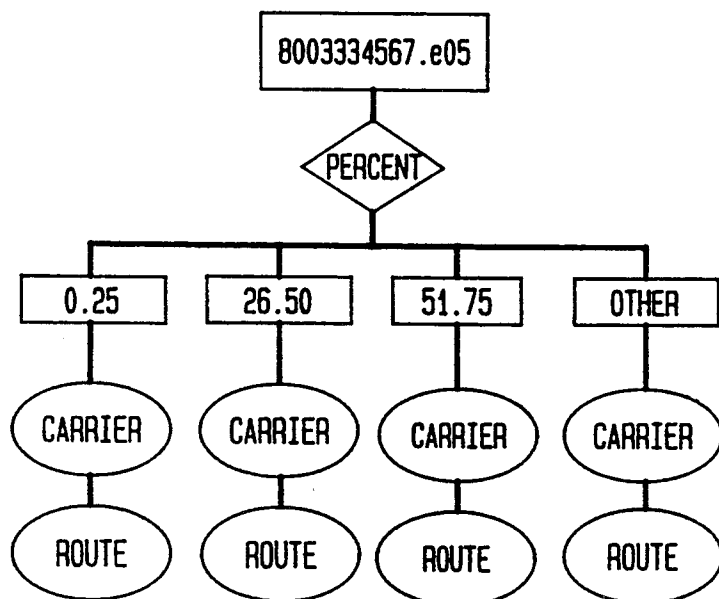 8003334567.e05
PERCENT
0.25 26.50 51.75 OTHER
CARRIER CARRIER CARRIER CARRIER
ROUTE ROUTE ROUTE ROUTE